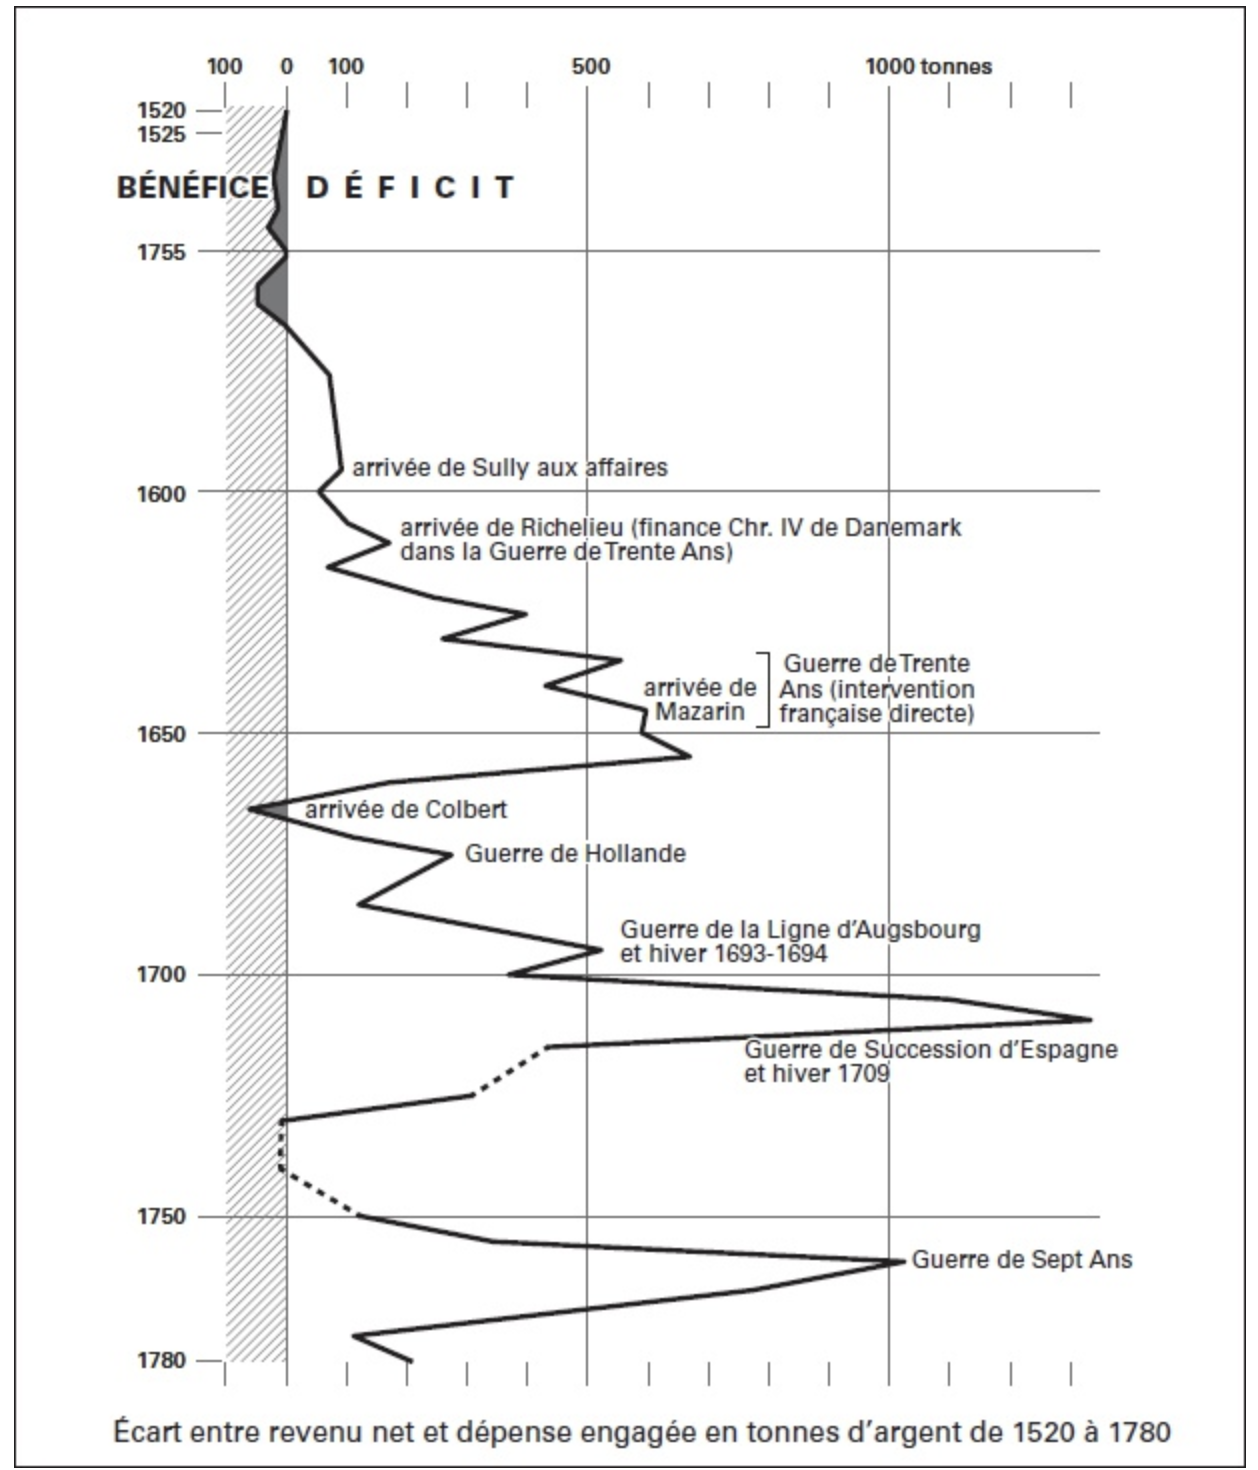 100 0 100 500 1000 tonnes
1520
1525
BÉNÉFICE DÉFICIT
1755
arrivée de Sully aux affaires
1600
arrivée de Richelieu (finance Chr. IV de Danemark
dans la Guerre de Trente Ans)
Guerre de Trente
Ans (intervention
française directe)
arrivée de
Mazarin
1650
arrivée de Colbert
Guerre de Hollande
Guerre de la Ligne d'Augsbourg
et hiver 1693-1694
1700
Guerre de Succession d'Espagne
et hiver 1709
1750
Guerre de Sept Ans
1780
Écart entre revenu net et dépense engagée en tonnes d'argent de 1520 à 1780